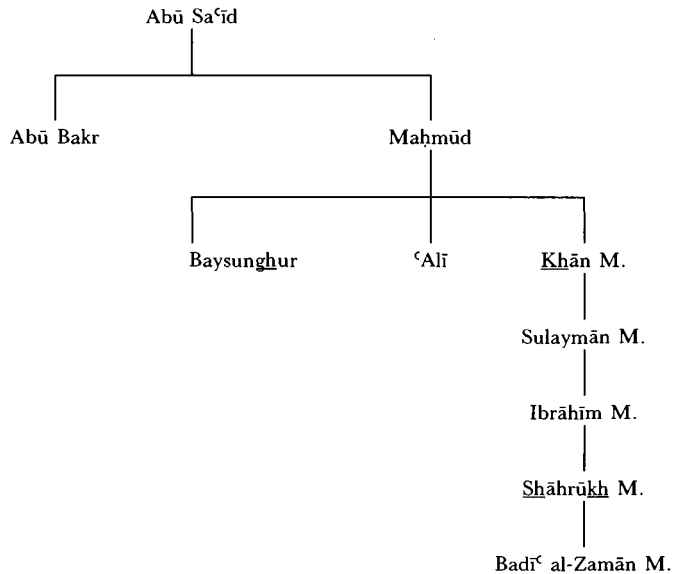 Abū Saʿīd
Abū Bakr Maḥmūd
Baysunghur ʿAlī Khān M.
Sulaymān M.
Ibrāhīm M.
Shāhrūkh M.
Badīʿ al-Zamān M.